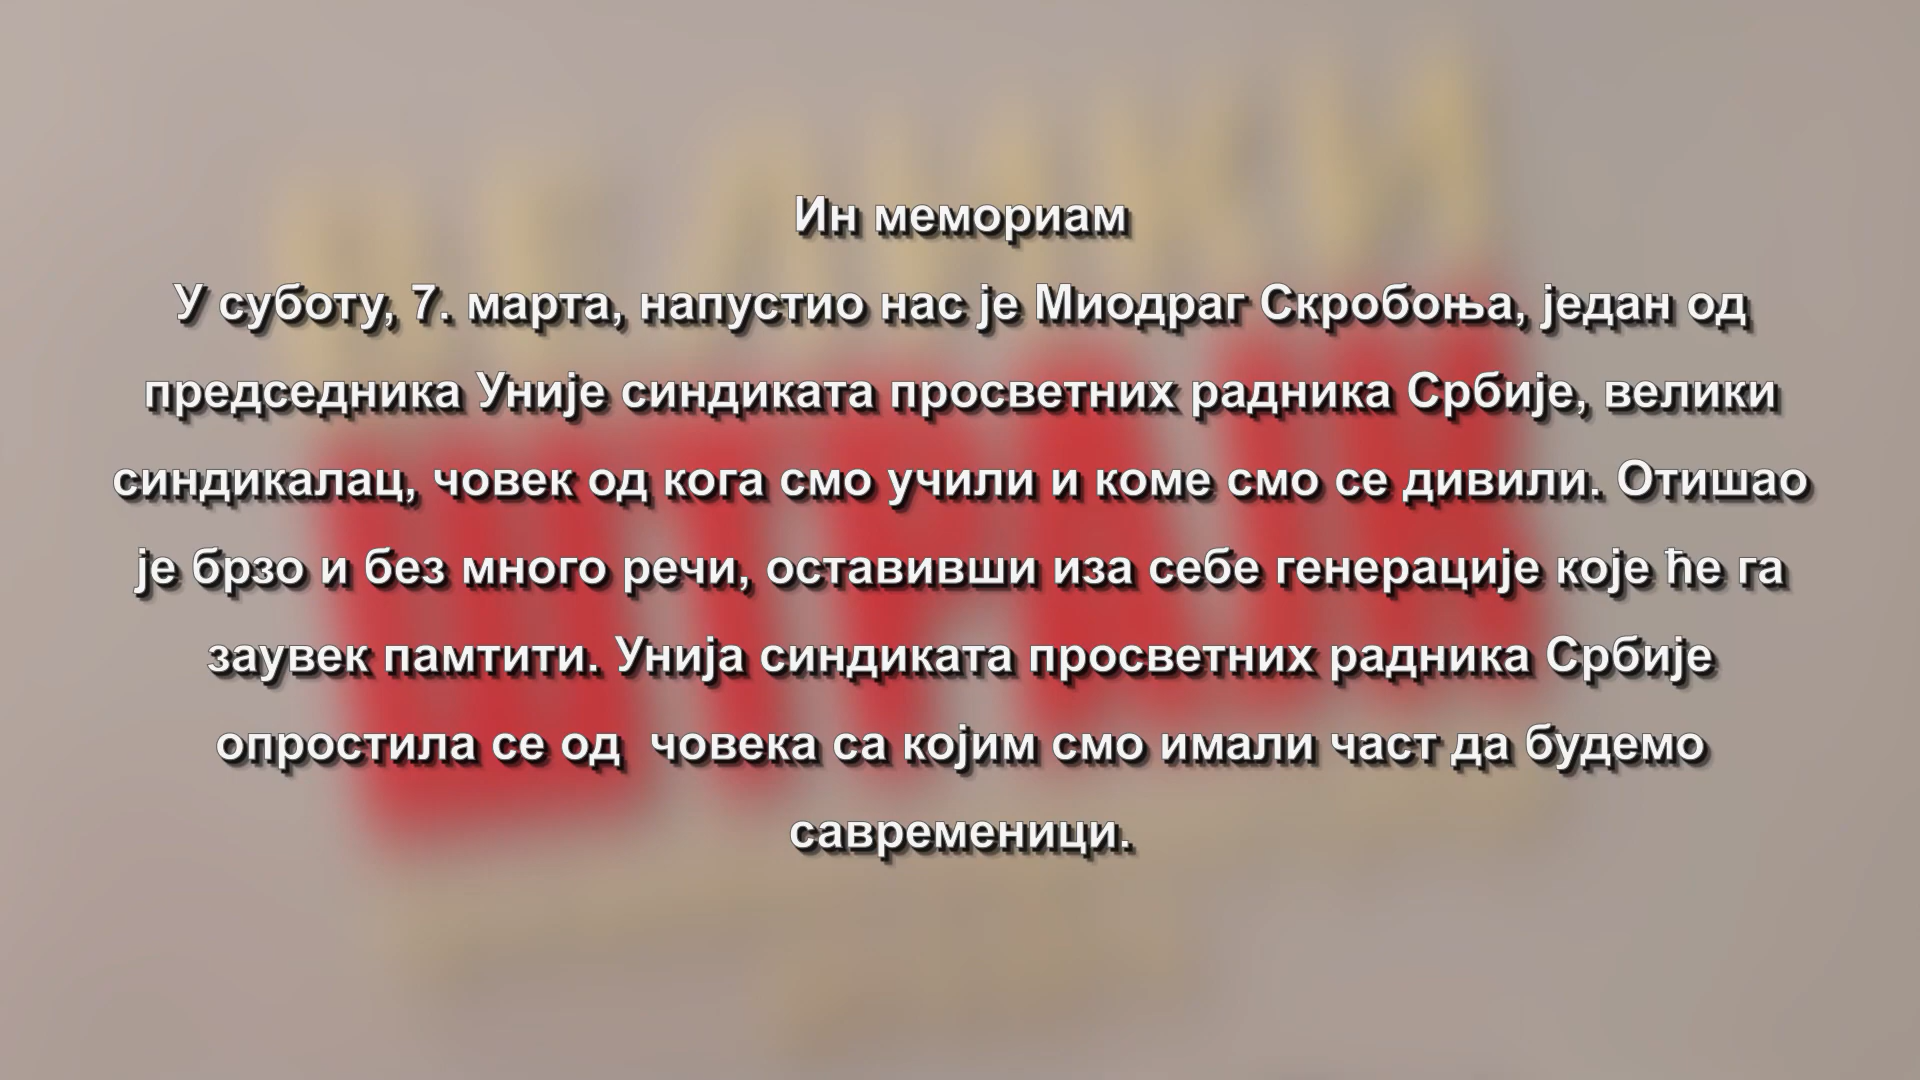 Ин мемориам
У суботу, 7. марта, напустио нас је Миодраг Скробоња, један од
председника Уније синдиката просветних радника Србије, велики
синдикалац, човек од кога смо учили и коме смо се дивили. Отишао
је брзо и без много речи, оставивши иза себе генерације које ће га
заувек памтити. Унија синдиката просветних радника Србије
опростила се од  човека са којим смо имали част да будемо
савременици.